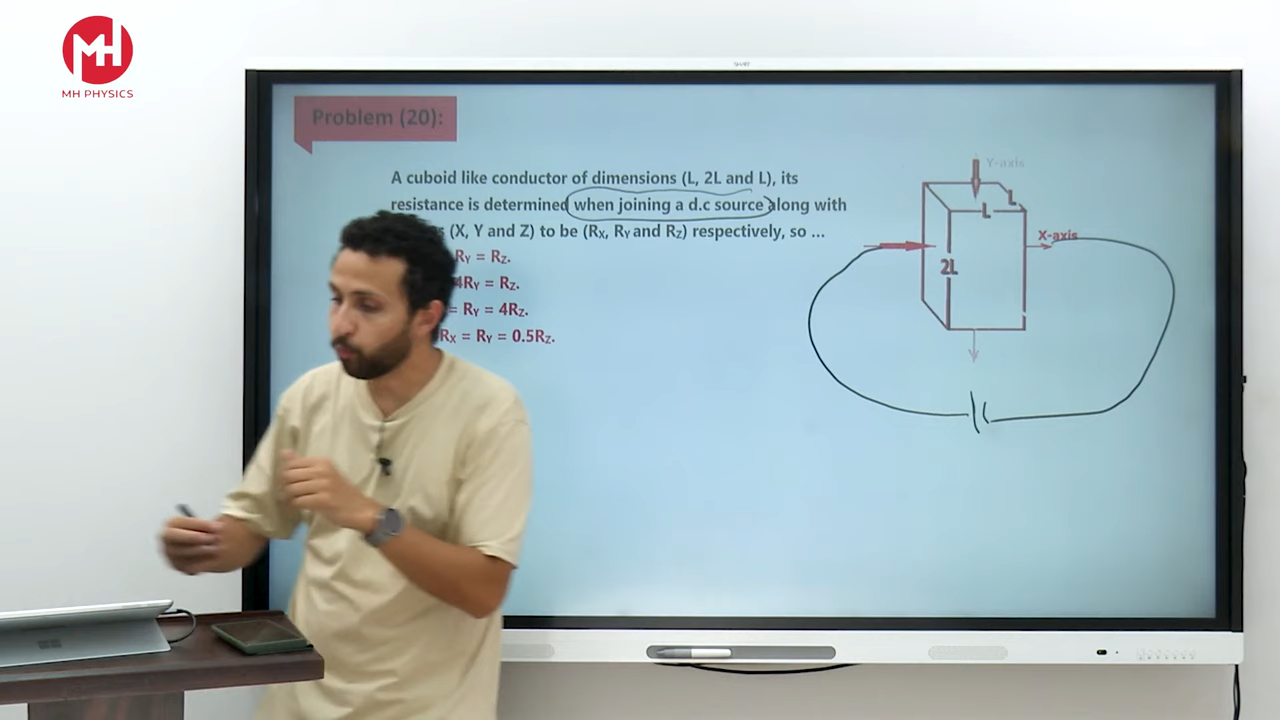 MH
MH PHYSICS
SHARP
Problem (20):
A cuboid like conductor of dimensions (L, 2L and L), its
resistance is determined when joining a d.c source along with
(X, Y and Z) to be (RX, RY and RZ) respectively, so ...
RY = RZ.
4RY = RZ.
= RY = 4RZ.
RX = RY = 0.5RZ.
Y-axis
L
L
X-axis
2L